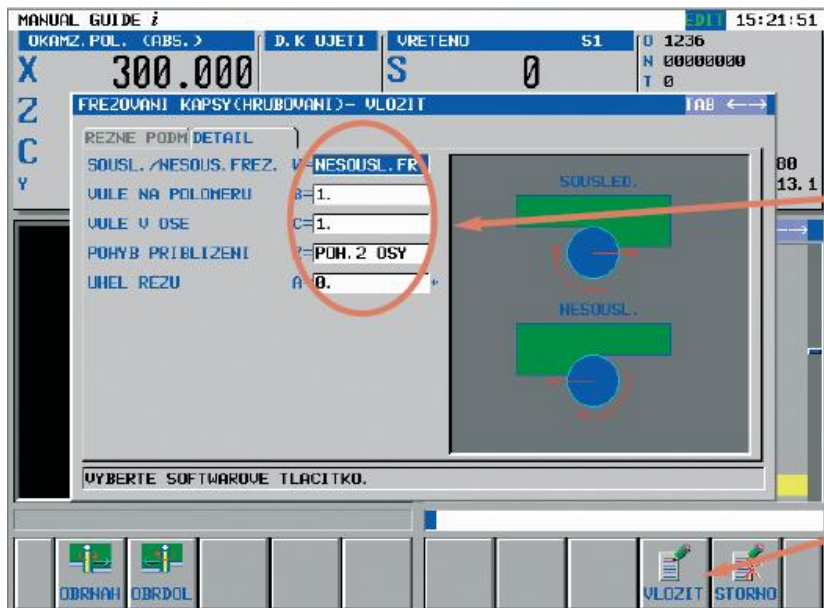 MANUAL GUIDE i EDIT 15:21:51
OKAMZ.POL. (ABS.) D.K UJETI VRETENO S1 O 1236
N 00000000
X 300.000 S 0 T 0
FREZOVANI KAPSY(HRUBOVANI)- VLOZIT TAB ←→
Z
REZNE PODM DETAIL
C SOUSL./NESOUS.FREZ. W=NESOUSL.FR 80
SOUSLED.
Y VULE NA POLOMERU B=1. 13.1
VULE V OSE C=1.
POHYB PRIBLIZENI Z=POH.2 OSY
UHEL REZU A=0.
NESOUSL.
VYBERTE SOFTWAROVE TLACITKO.
OBRNAH OBRDOL VLOZIT STORNO